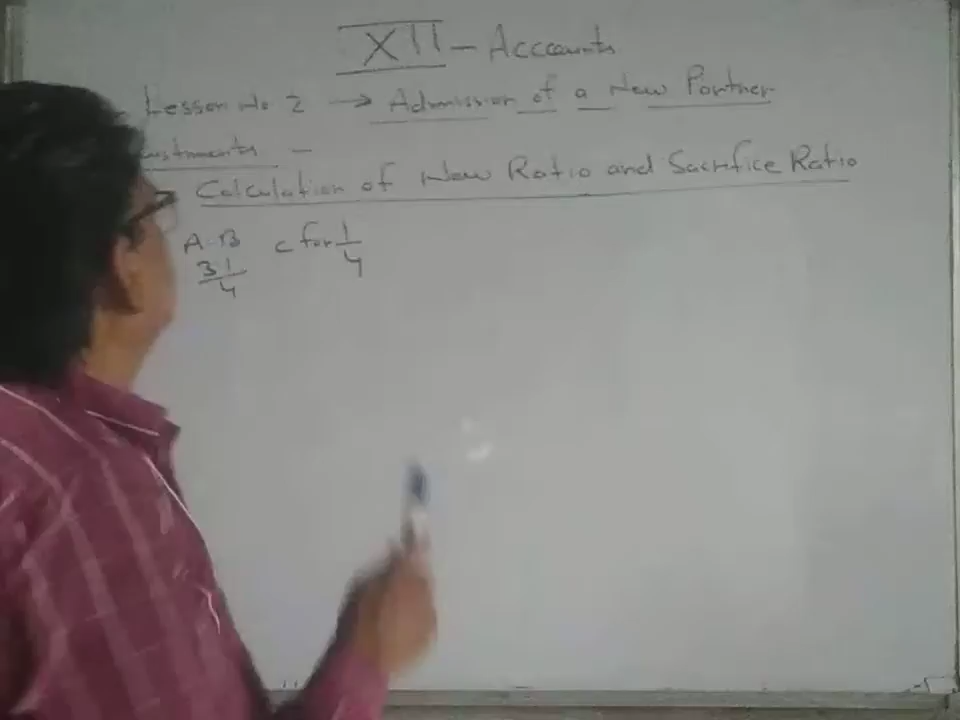 XII - Accounts
Lesson No 2 → Admission of a New Partner
ustments -
Calculation of New Ratio and Sacrifice Ratio
A B C for 1/4
3 1
4